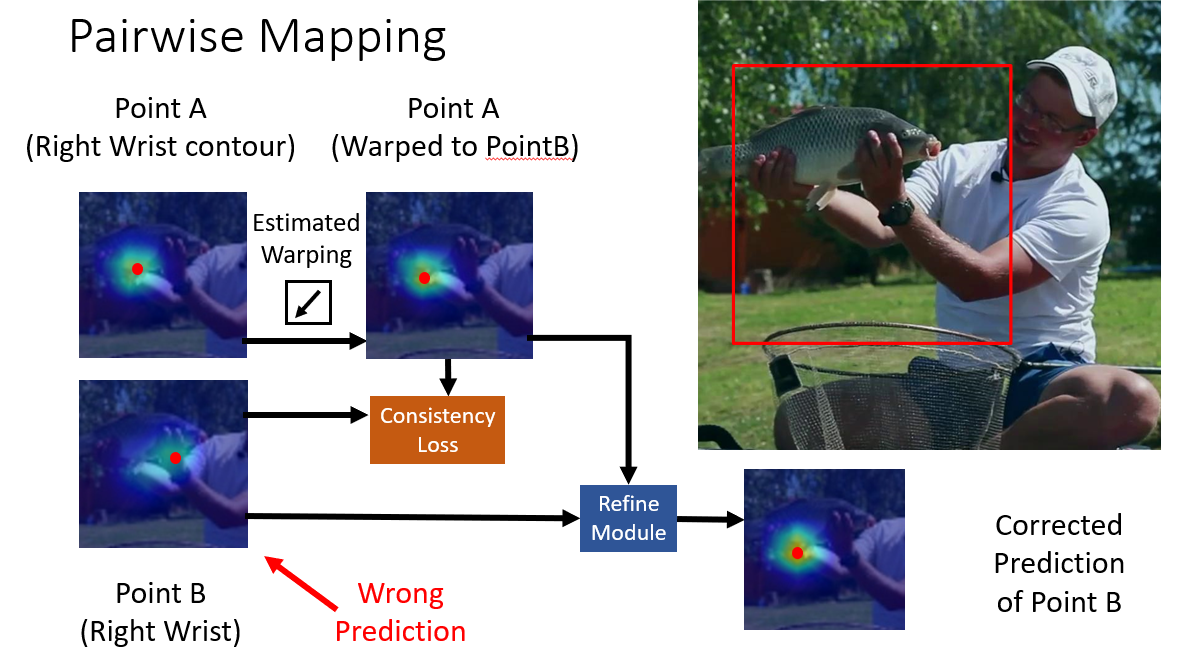 Pairwise Mapping
Point A
(Right Wrist contour)
Point A
(Warped to PointB)
Estimated
Warping
Consistency
Loss
Refine
Module
Point B
(Right Wrist)
Wrong
Prediction
Corrected
Prediction
of Point B